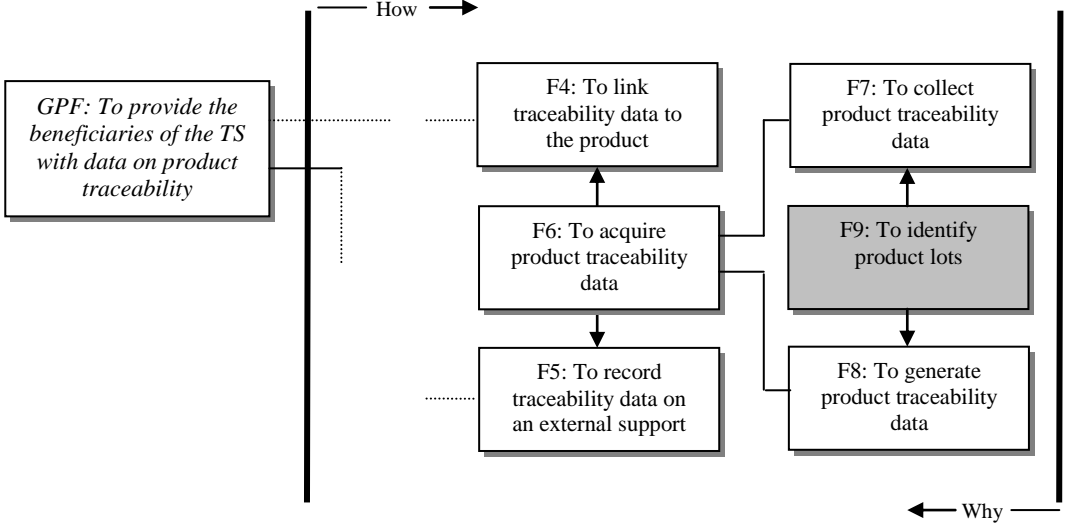 How
GPF: To provide the
beneficiaries of the TS
with data on product
traceability
F4: To link
traceability data to
the product
F7: To collect
product traceability
data
F6: To acquire
product traceability
data
F9: To identify
product lots
F5: To record
traceability data on
an external support
F8: To generate
product traceability
data
Why